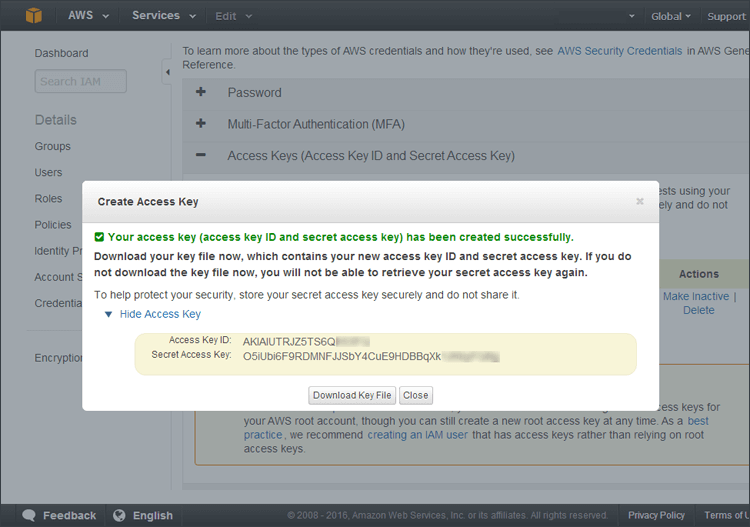 AWS
Services
Edit
Global
Support
Dashboard
Search IAM
Details
Groups
Users
Roles
Policies
Identity Pr
Account S
Credentia
Encryption
To learn more about the types of AWS credentials and how they're used, see AWS Security Credentials in AWS Gene
Reference.
Password
Multi-Factor Authentication (MFA)
Access Keys (Access Key ID and Secret Access Key)
ests using your
rely and do not
Actions
Make Inactive |
Delete
Create Access Key
Your access key (access key ID and secret access key) has been created successfully.
Download your key file now, which contains your new access key ID and secret access key. If you do
not download the key file now, you will not be able to retrieve your secret access key again.
To help protect your security, store your secret access key securely and do not share it.
Hide Access Key
Access Key ID:
Secret Access Key:
Download Key File
Close
ccess keys for
your AWS root account, though you can still create a new root access key at any time. As a best
practice, we recommend creating an IAM user that has access keys rather than relying on root
access keys.
Feedback
English
© 2008 - 2016, Amazon Web Services, Inc. or its affiliates. All rights reserved.
Privacy Policy
Terms of U